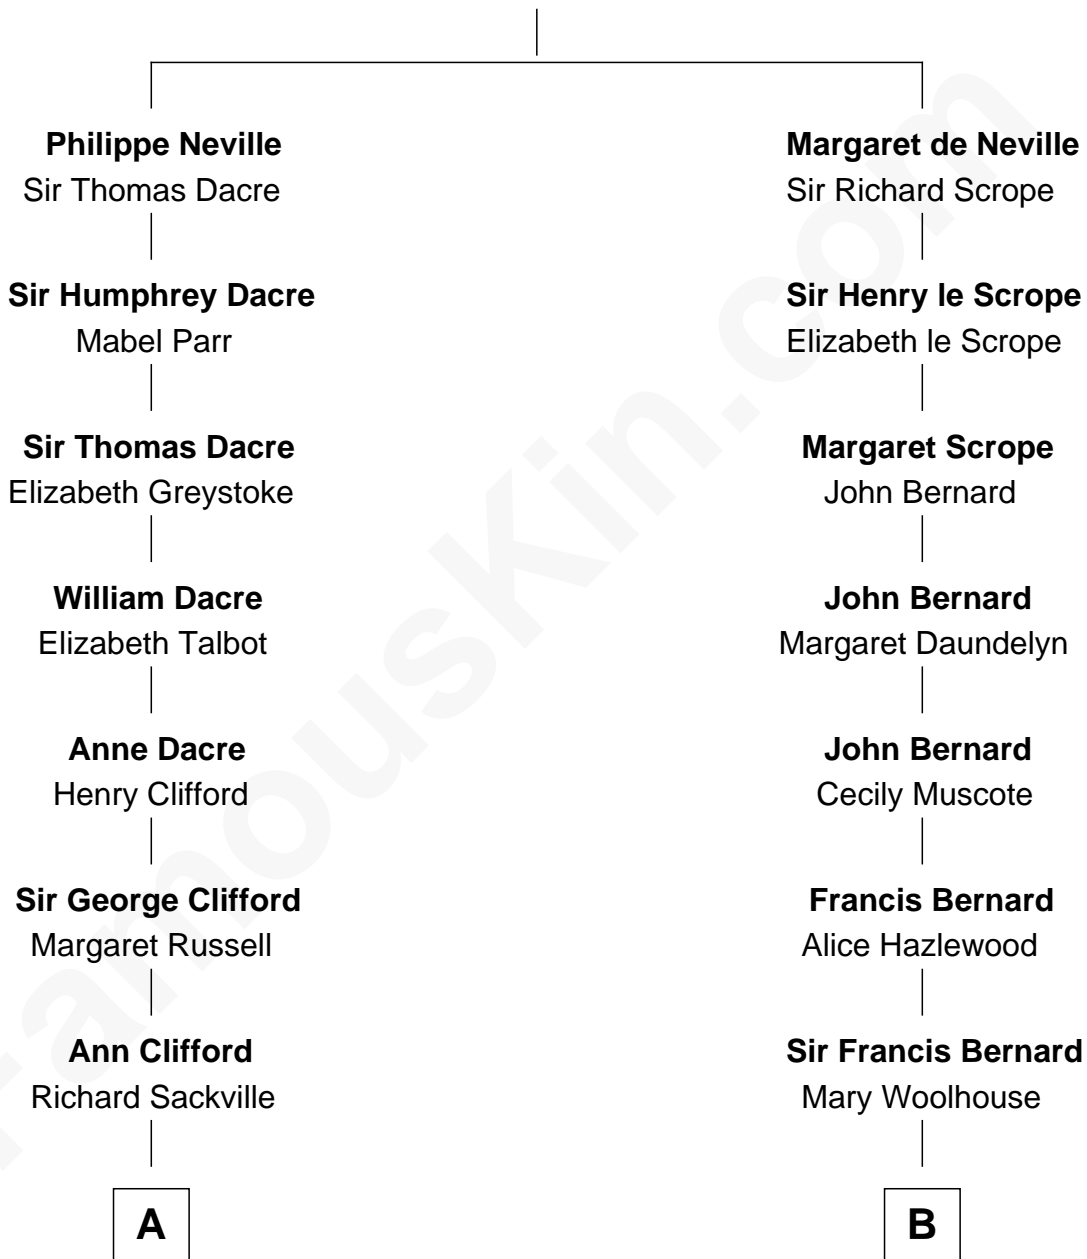 Philippe Neville
Sir Thomas Dacre
Margaret de Neville
Sir Richard Scrope
Sir Humphrey Dacre
Mabel Parr
Sir Henry le Scrope
Elizabeth le Scrope
Sir Thomas Dacre
Elizabeth Greystoke
Margaret Scrope
John Bernard
William Dacre
Elizabeth Talbot
John Bernard
Margaret Daundelyn
Anne Dacre
Henry Clifford
John Bernard
Cecily Muscote
Sir George Clifford
Margaret Russell
Francis Bernard
Alice Hazlewood
Ann Clifford
Richard Sackville
Sir Francis Bernard
Mary Woolhouse
A
B
FamousKin.com